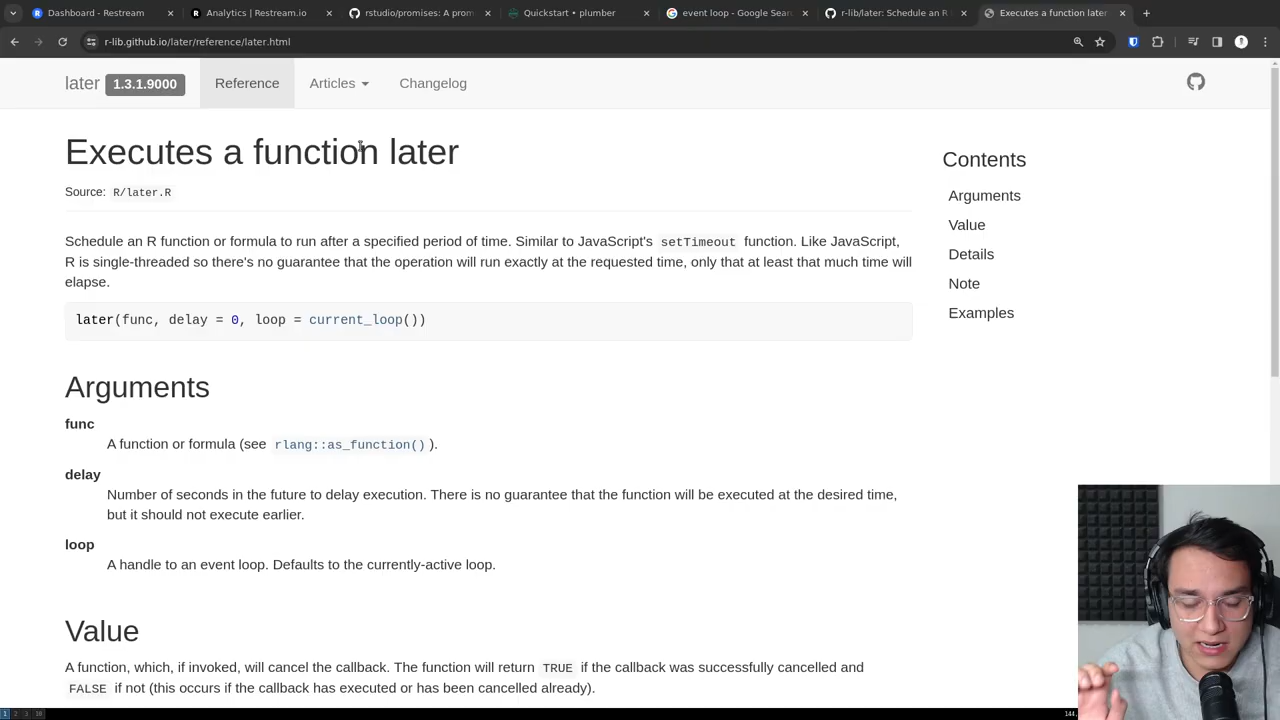 Dashboard - Restream
Analytics | Restream.io
rstudio/promises: A prom
Quickstart • plumber
event loop - Google Sear
r-lib/later: Schedule an R
Executes a function later
r-lib.github.io/later/reference/later.html
later 1.3.1.9000 Reference Articles Changelog
Executes a function later
Source: R/later.R
Schedule an R function or formula to run after a specified period of time. Similar to JavaScript's setTimeout function. Like JavaScript,
R is single-threaded so there's no guarantee that the operation will run exactly at the requested time, only that at least that much time will
elapse.
later(func, delay = 0, loop = current_loop())
Arguments
func
A function or formula (see rlang::as_function() ).
delay
Number of seconds in the future to delay execution. There is no guarantee that the function will be executed at the desired time,
but it should not execute earlier.
loop
A handle to an event loop. Defaults to the currently-active loop.
Value
A function, which, if invoked, will cancel the callback. The function will return TRUE if the callback was successfully cancelled and
FALSE if not (this occurs if the callback has executed or has been cancelled already).
Contents
Arguments
Value
Details
Note
Examples
1 2 3 10
144,